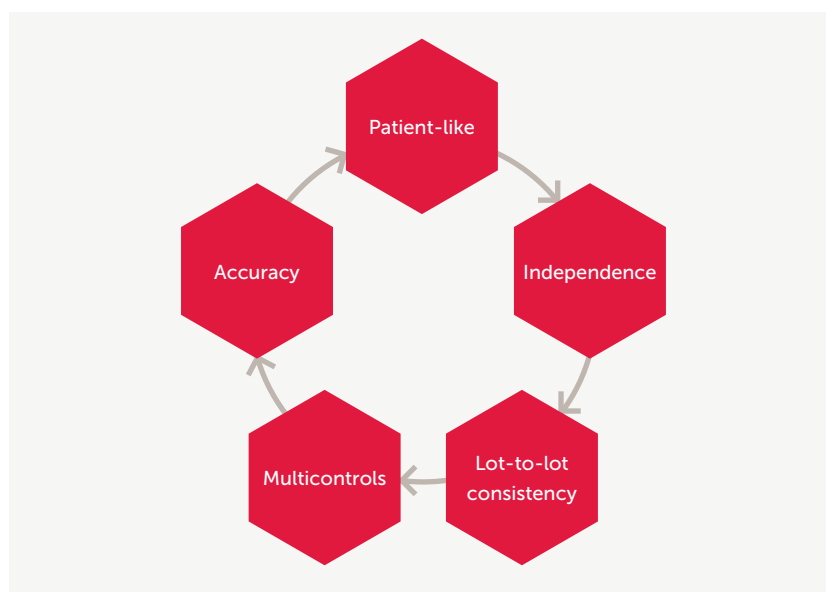 Patient-like
Independence
Lot-to-lot
consistency
Multicontrols
Accuracy